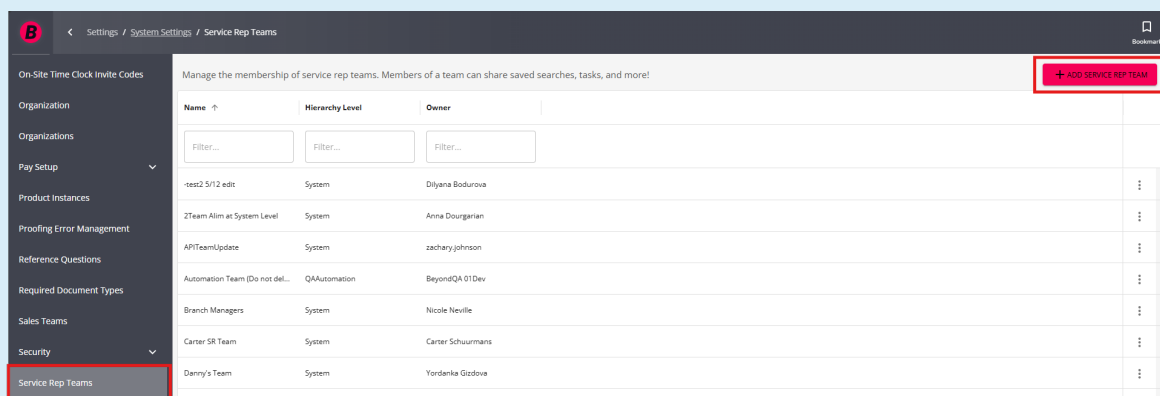 B
Settings / System Settings / Service Rep Teams
Bookmark
On-Site Time Clock Invite Codes
Organization
Organizations
Pay Setup
Product Instances
Proofing Error Management
Reference Questions
Required Document Types
Sales Teams
Security
Service Rep Teams
Manage the membership of service rep teams. Members of a team can share saved searches, tasks, and more!
+ ADD SERVICE REP TEAM
Name ↑ Hierarchy Level Owner
Filter... Filter... Filter...
-test2 5/12 edit System Dilyana Bodurova
2Team Alim at System Level System Anna Dourgarian
APITeamUpdate System zachary.johnson
Automation Team (Do not del... QAAutomation BeyondQA 01Dev
Branch Managers System Nicole Neville
Carter SR Team System Carter Schuurmans
Danny's Team System Yordanka Gizdova